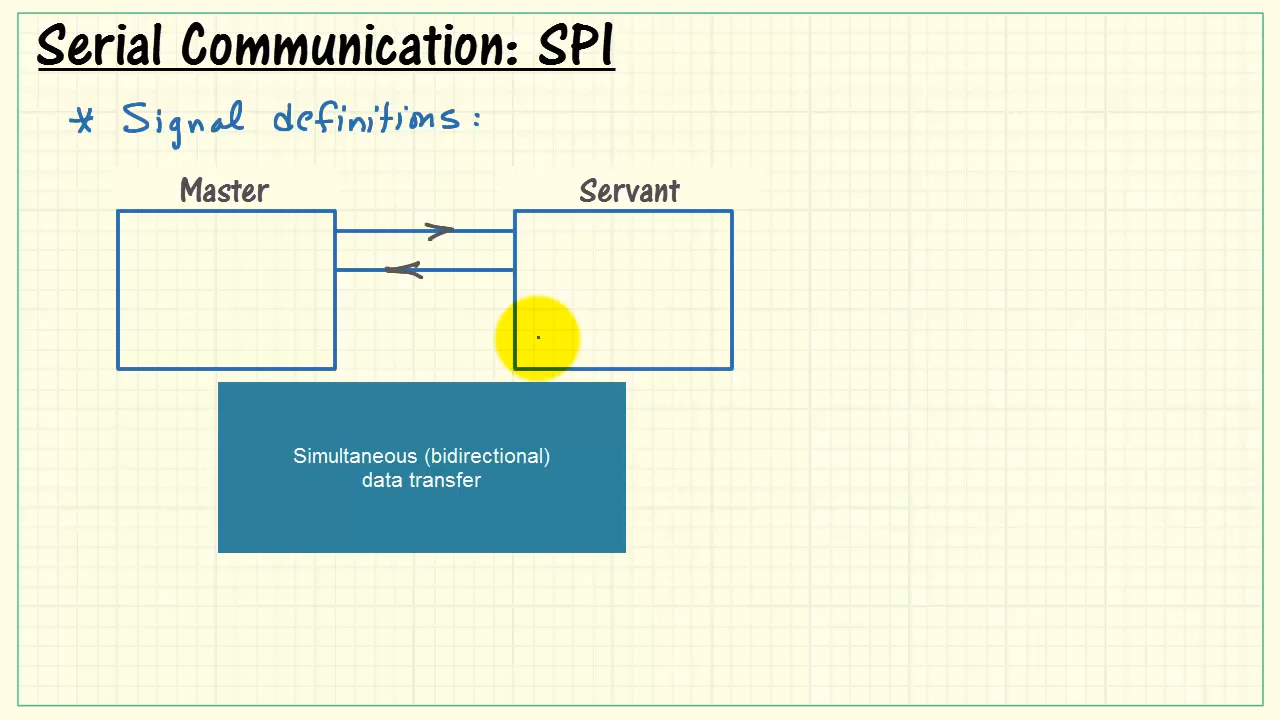 Serial Communication: SPI
* Signal definitions:
Master
Servant
Simultaneous (bidirectional)
data transfer